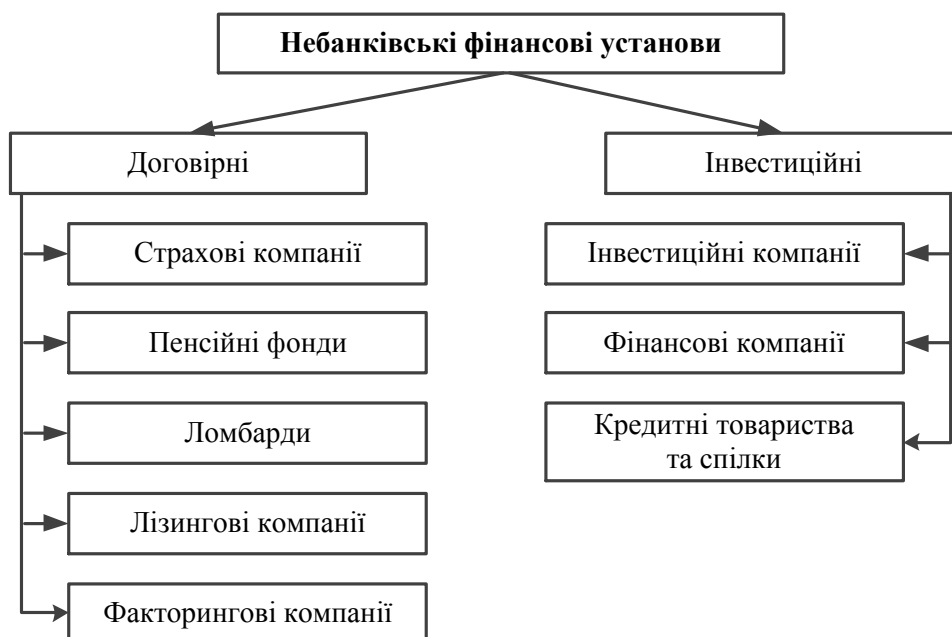 Небанківські фінансові установи
Договірні
Страхові компанії
Пенсійні фонди
Ломбарди
Лізингові компанії
Факторингові компанії
Інвестиційні
Інвестиційні компанії
Фінансові компанії
Кредитні товариства
та спілки